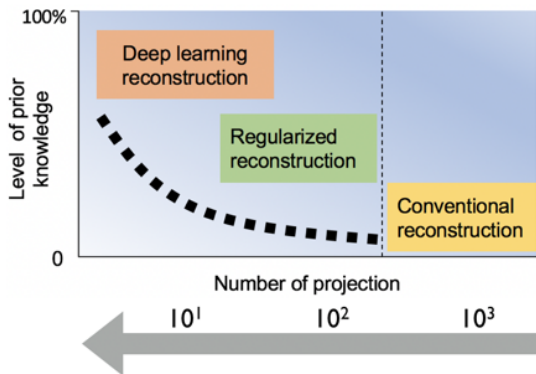 100%
Deep learning
reconstruction
Level of prior
knowledge
Regularized
reconstruction
Conventional
reconstruction
0
Number of projection
10¹ 10² 10³